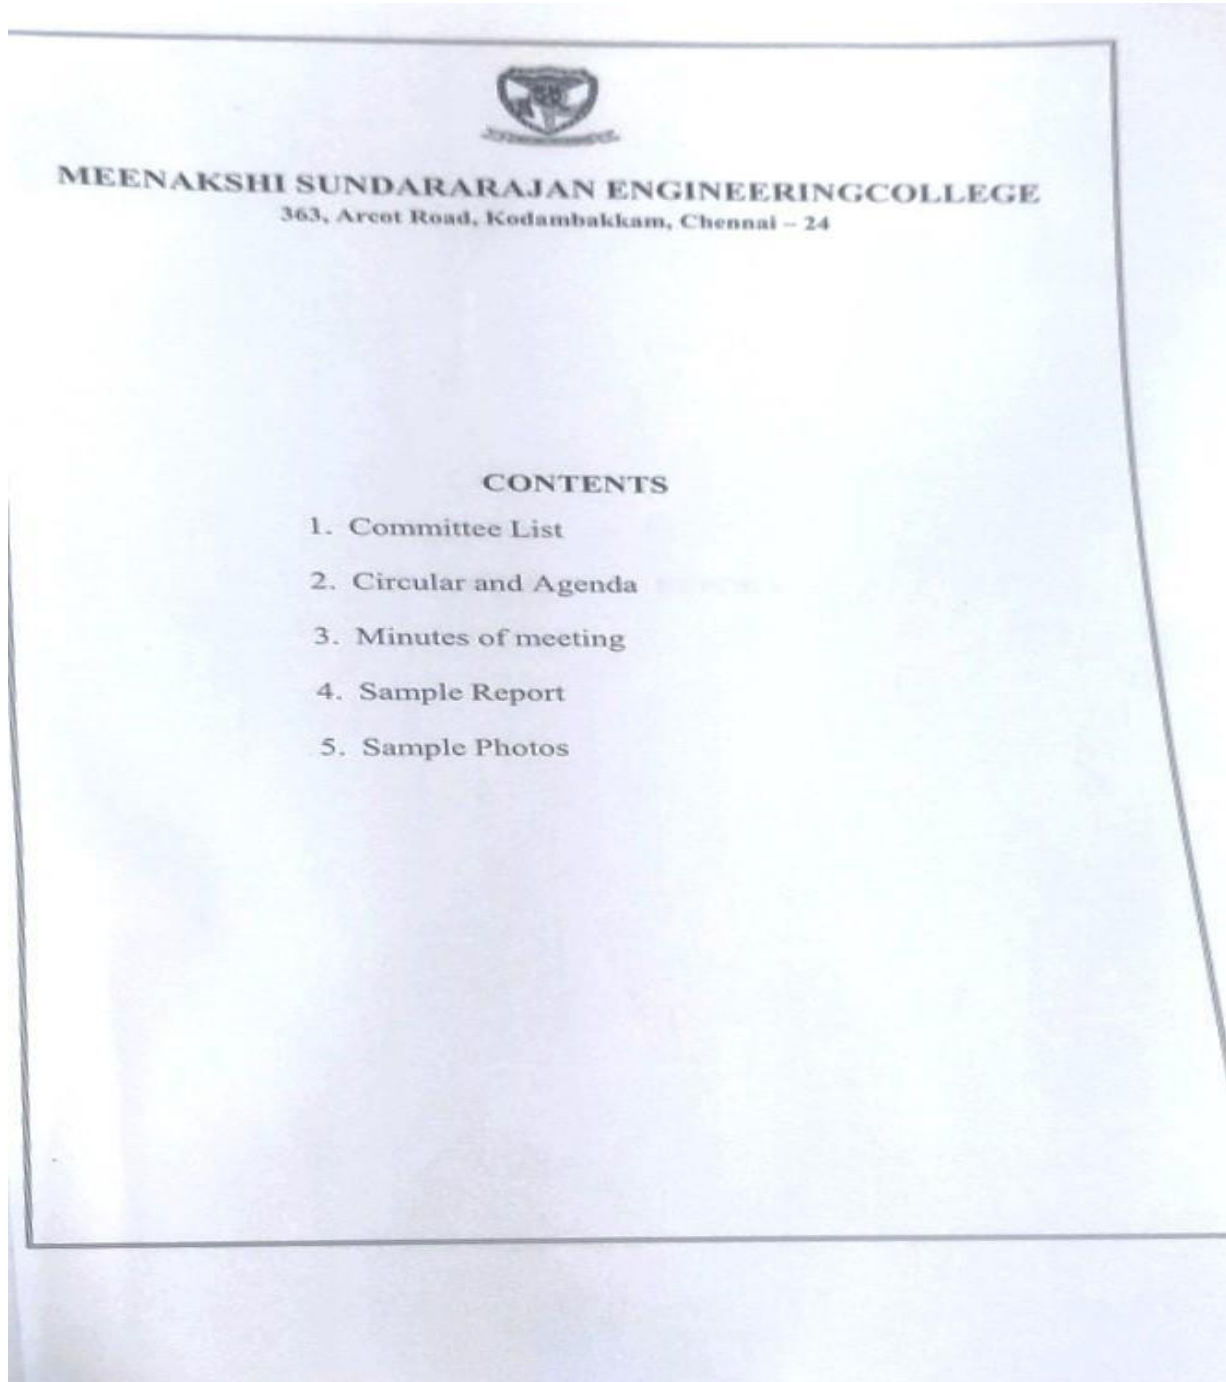 MEENAKSHI SUNDARARAJAN ENGINEERINGCOLLEGE
363, Arcot Road, Kodambakkam, Chennai – 24
CONTENTS
1. Committee List
2. Circular and Agenda
3. Minutes of meeting
4. Sample Report
5. Sample Photos